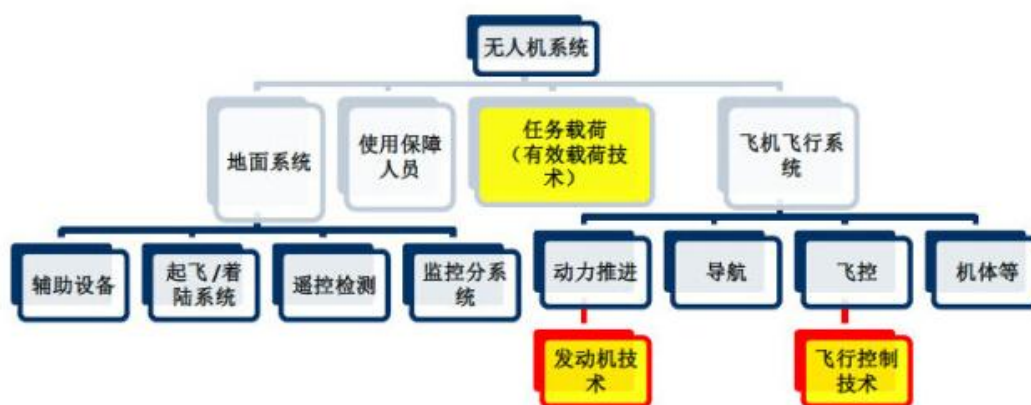 无人机系统
地面系统
使用保障
人员
任务载荷
（有效载荷技
术）
飞机飞行系
统
辅助设备
起飞/着
陆系统
遥控检测
监控分系
统
动力推进
导航
飞控
机体等
发动机技
术
飞行控制
技术